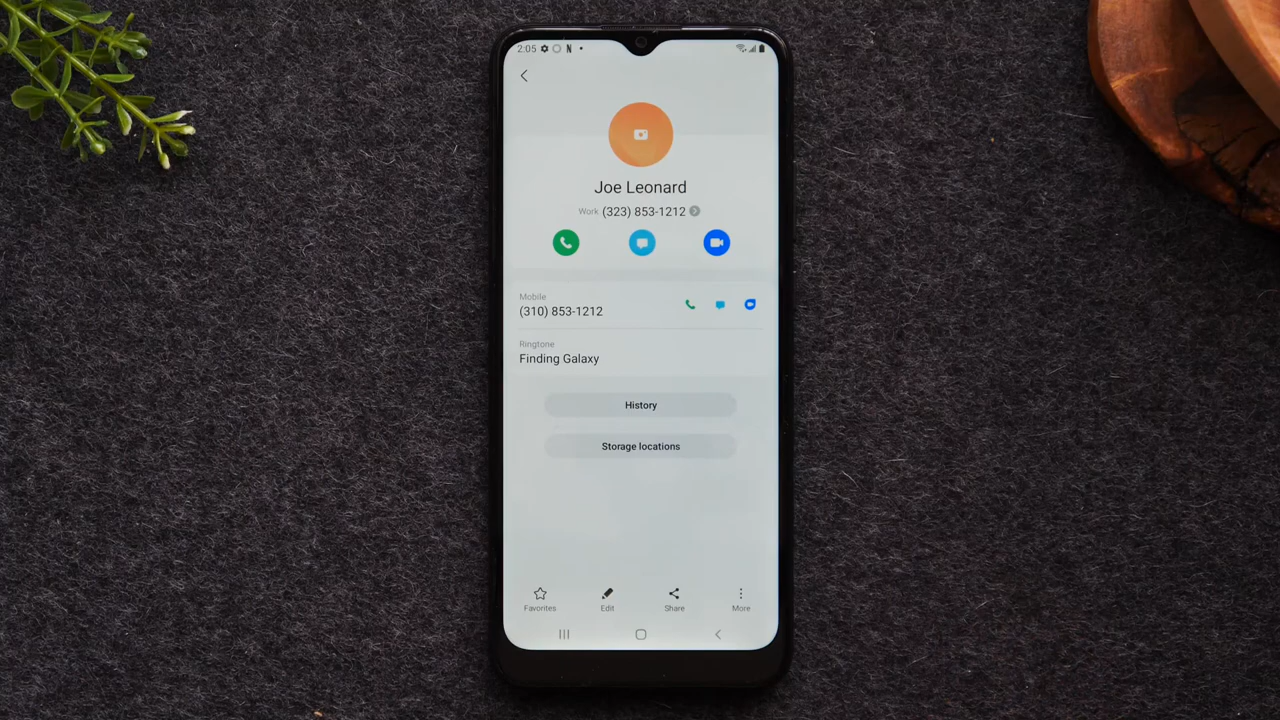 2:05
Joe Leonard
Work (323) 853-1212
Mobile
(310) 853-1212
Ringtone
Finding Galaxy
History
Storage locations
Favorites
Edit
Share
More